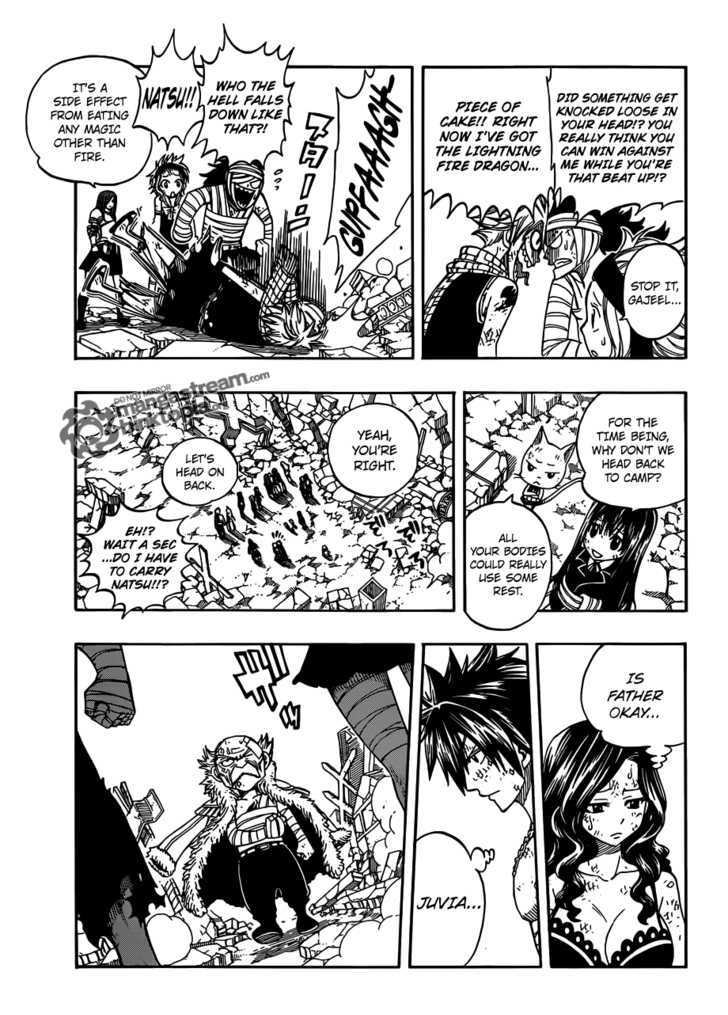 DID SOMETHING GET
KNOCKED LOOSE IN
YOUR HEAD!? YOU
REALLY THINK YOU
CAN WIN AGAINST
ME WHILE YOU'RE
THAT BEAT UP!?
PIECE OF
CAKE!! RIGHT
NOW I'VE GOT
THE LIGHTNING
FIRE DRAGON...
STOP IT,
GAJEEL...
GUPFAAAAGH-
WHO THE
HELL FALLS
DOWN LIKE
THAT?!
NATSU!!
IT'S A
SIDE EFFECT
FROM EATING
ANY MAGIC
OTHER THAN
FIRE.
DO NOT MIRROR
mangastream.com
binktopia
FOR THE
TIME BEING,
WHY DON'T WE
HEAD BACK
TO CAMP?
ALL
YOUR BODIES
COULD REALLY
USE SOME
REST.
YEAH,
YOU'RE
RIGHT.
LET'S
HEAD ON
BACK.
EH!?
WAIT A SEC
...DO I HAVE
TO CARRY
NATSU!!?
IS
FATHER
OKAY...
JUVIA...